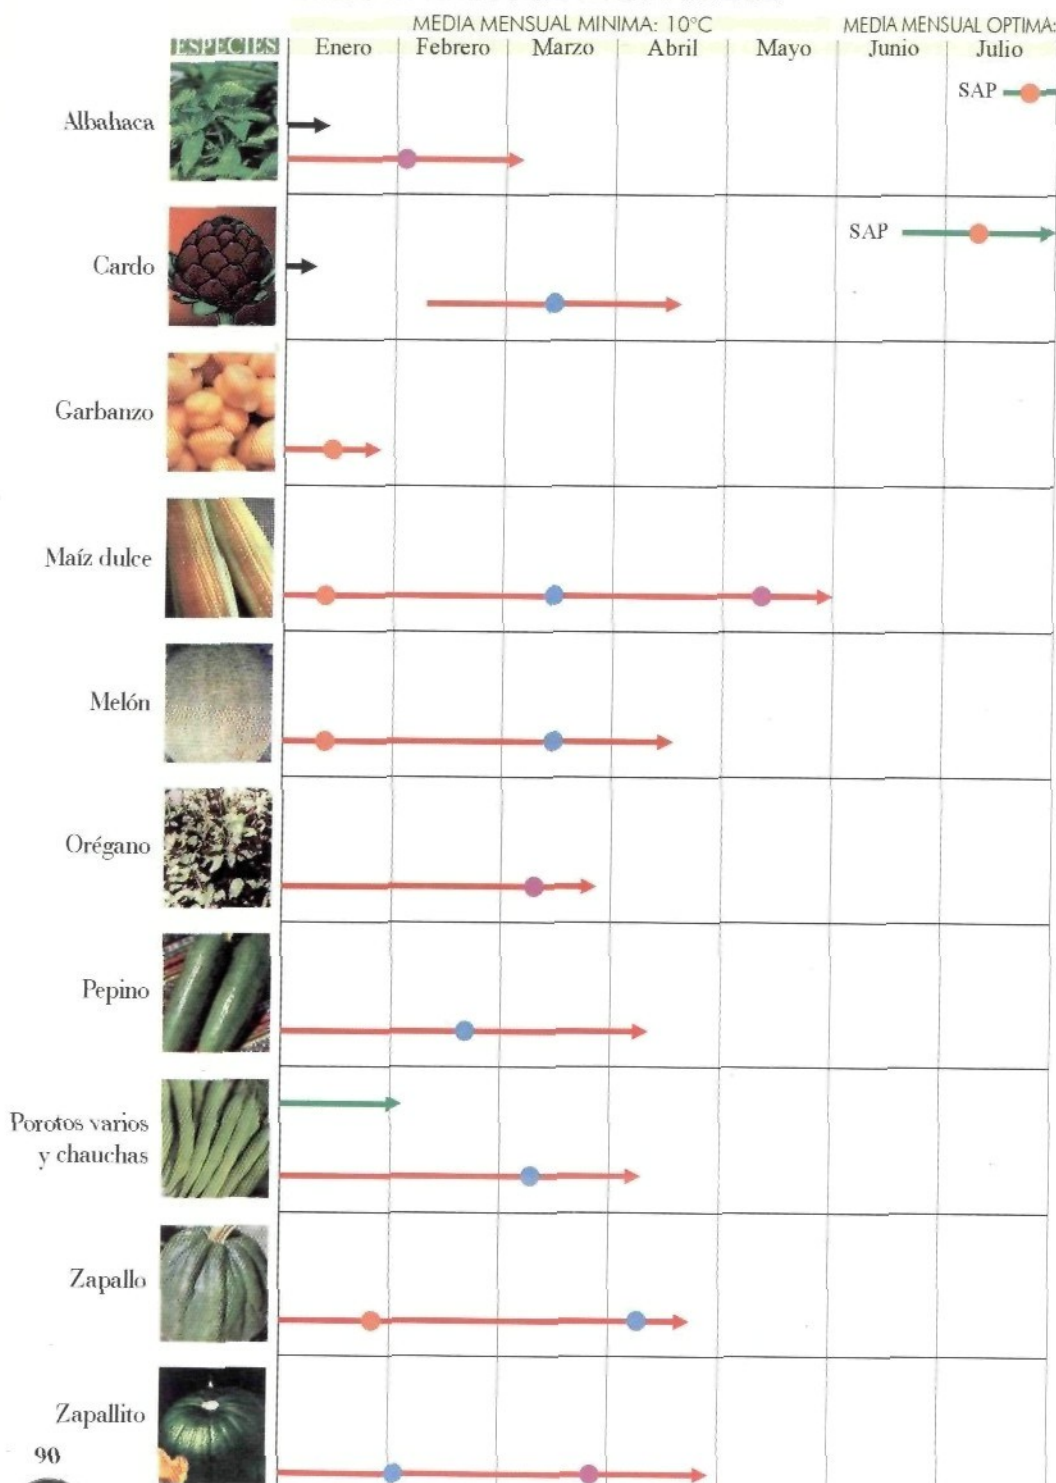 MEDIA MENSUAL MINIMA: 10°C MEDIA MENSUAL OPTIMA:
ESPECIES Enero Febrero Marzo Abril Mayo Junio Julio
SAP
Albahaca
SAP
Cardo
Garbanzo
Maíz dulce
Melón
Orégano
Pepino
Porotos varios
y chauchas
Zapallo
Zapallito
90